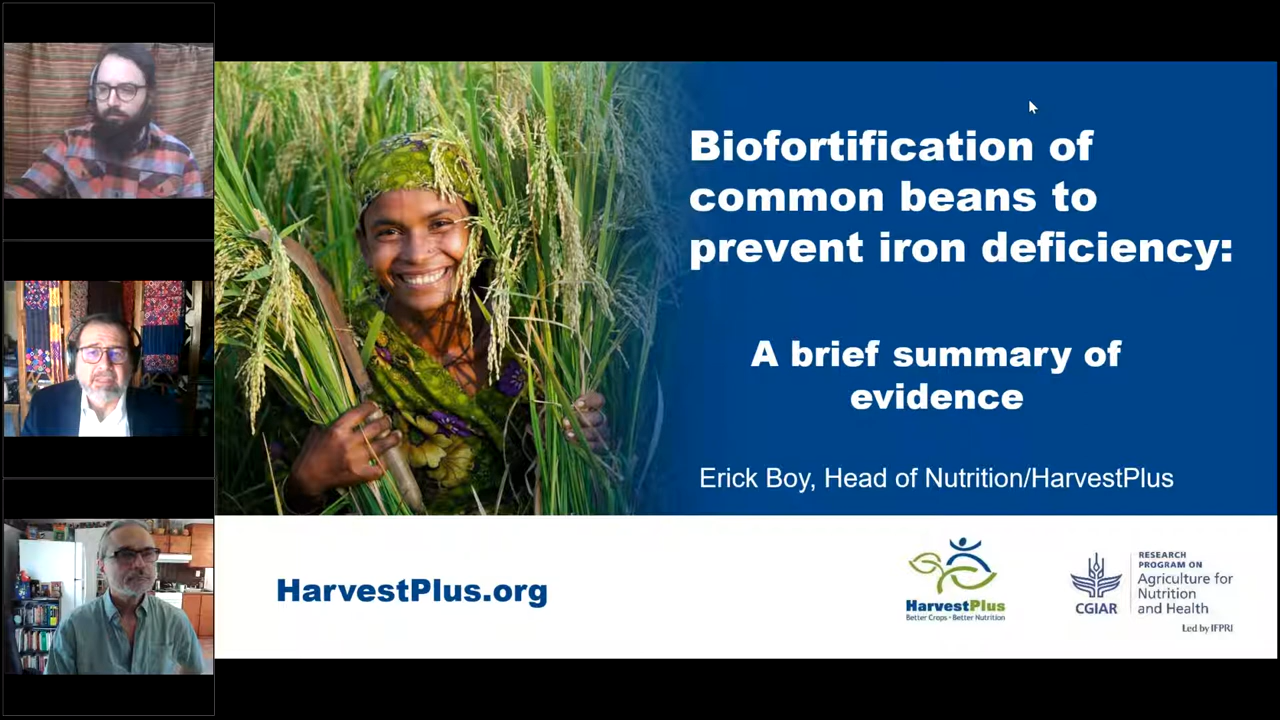 Biofortification of
common beans to
prevent iron deficiency:
A brief summary of
evidence
Erick Boy, Head of Nutrition/HarvestPlus
HarvestPlus.org
HarvestPlus
Better Crops • Better Nutrition
CGIAR
RESEARCH
PROGRAM ON
Agriculture for
Nutrition
and Health
Led by IFPRI